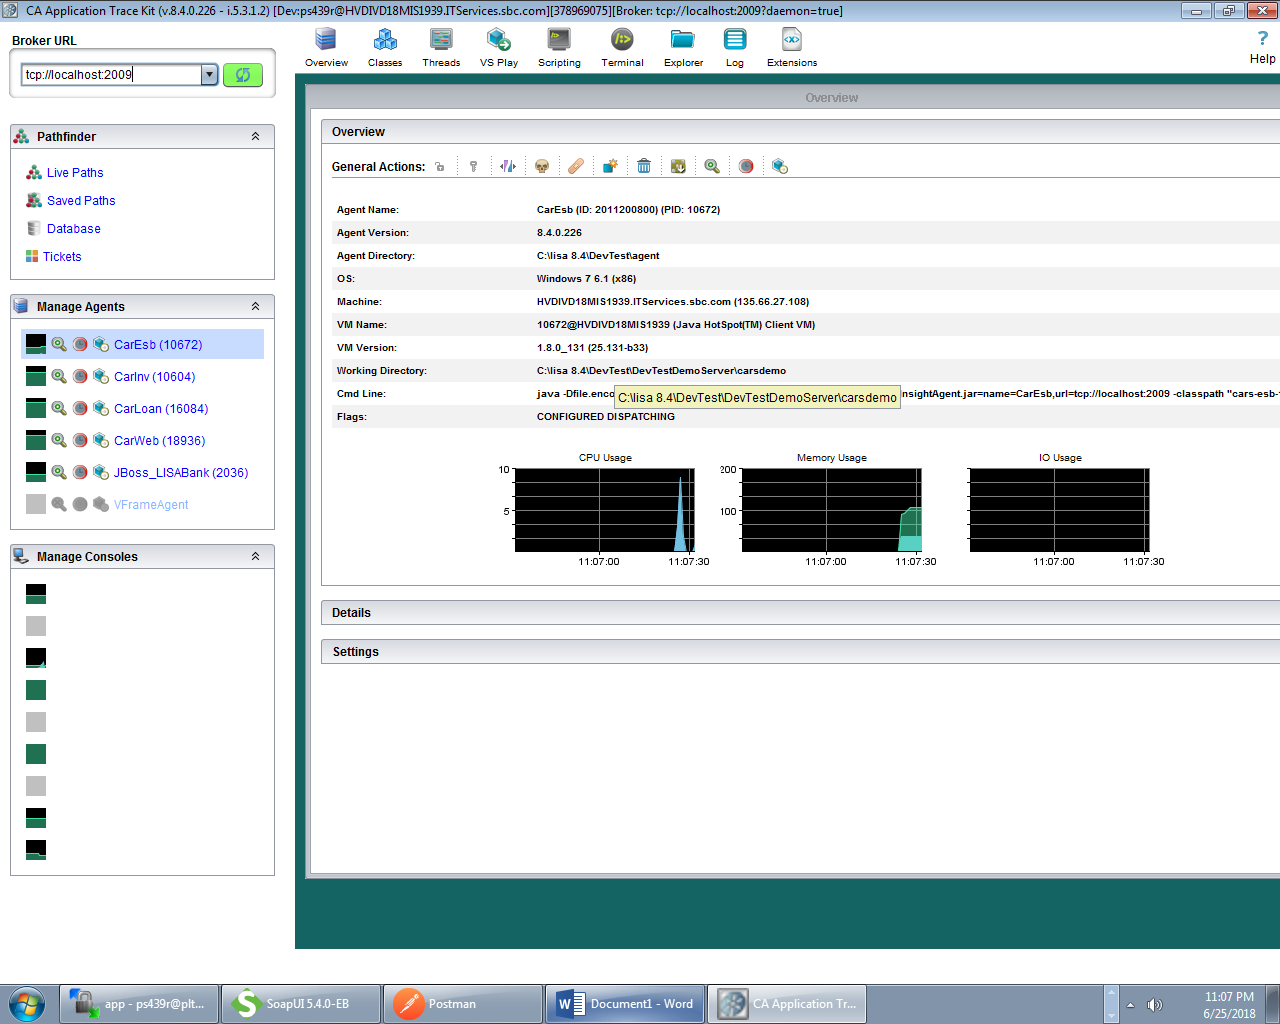 CA Application Trace Kit (v.8.4.0.226 - i.5.3.1.2) [Dev:ps439r@HVDIVD18MIS1939.ITServices.sbc.com][378969075][Broker: tcp://localhost:2009?daemon=true]
Broker URL
tcp://localhost:2009
Overview Classes Threads VS Play Scripting Terminal Explorer Log Extensions
? Help
Pathfinder
Live Paths
Saved Paths
Database
Tickets
Manage Agents
CarEsb (10672)
CarInv (10604)
CarLoan (16084)
CarWeb (18936)
JBoss_LISABank (2036)
VFrameAgent
Manage Consoles
Overview
Overview
General Actions:
Agent Name: CarEsb (ID: 2011200800) (PID: 10672)
Agent Version: 8.4.0.226
Agent Directory: C:\lisa 8.4\DevTest\agent
OS: Windows 7 6.1 (x86)
Machine: HVDIVD18MIS1939.ITServices.sbc.com (135.66.27.108)
VM Name: 10672@HVDIVD18MIS1939 (Java HotSpot(TM) Client VM)
VM Version: 1.8.0_131 (25.131-b33)
Working Directory: C:\lisa 8.4\DevTest\DevTestDemoServer\carsdemo
Cmd Line: java -Dfile.enco
C:\lisa 8.4\DevTest\DevTestDemoServer\carsdemo
nsightAgent.jar=name=CarEsb,url=tcp://localhost:2009 -classpath "cars-esb-
Flags: CONFIGURED DISPATCHING
CPU Usage
10
5
11:07:00 11:07:30
Memory Usage
200
100
11:07:00 11:07:30
IO Usage
11:07:00 11:07:30
Details
Settings
app - ps439r@plt...
SoapUI 5.4.0-EB
Postman
Document1 - Word
CA Application Tr...
11:07 PM
6/25/2018